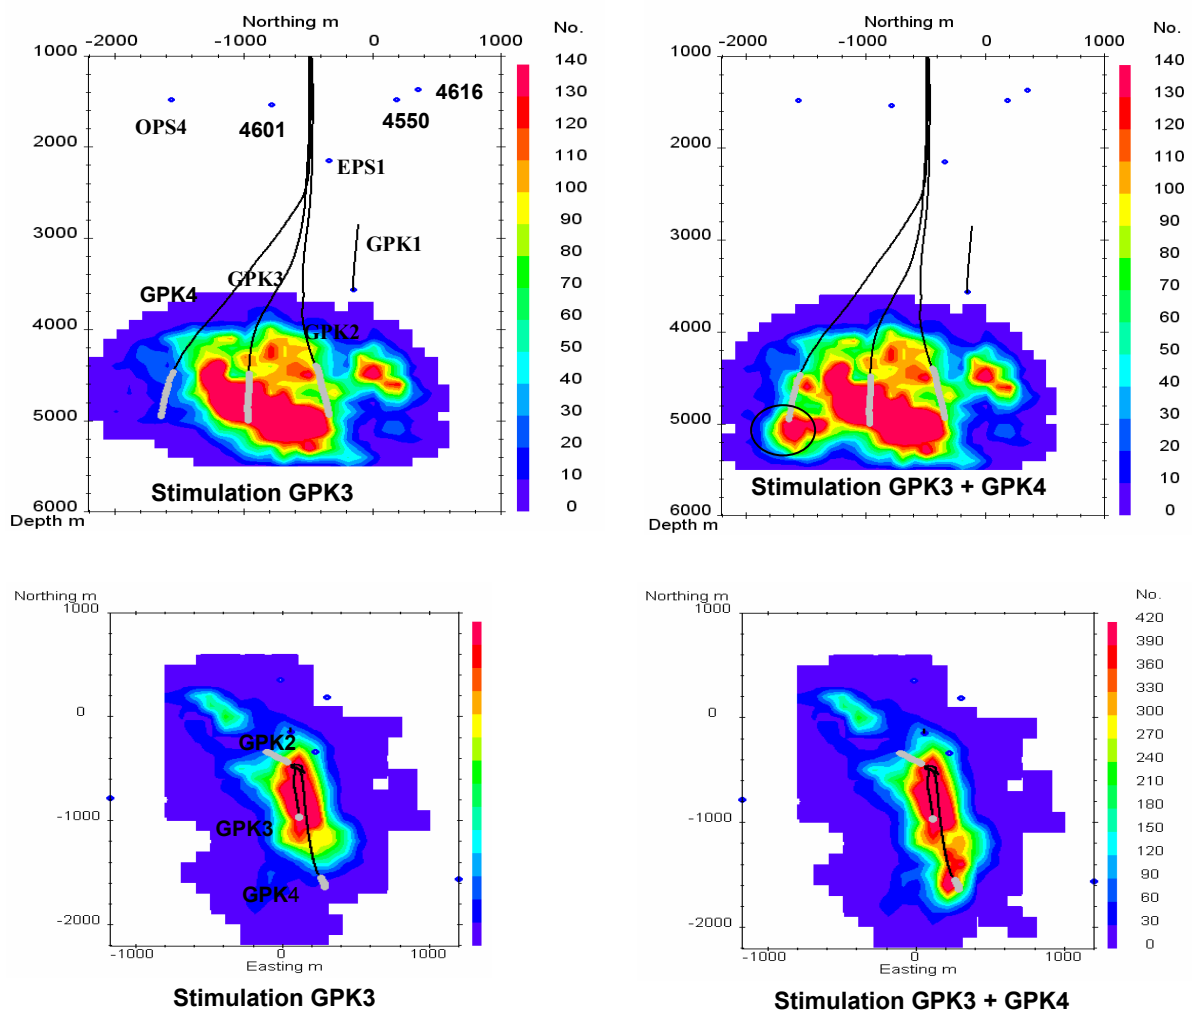 Northing m
-2000 -1000 0 1000
No.
1000
2000
3000
4000
5000
6000
Depth m
OPS4
4601
4550
4616
EPS1
GPK1
GPK3
GPK4
GPK2
140
130
120
110
100
90
80
70
60
50
40
30
20
10
0
Stimulation GPK3
Northing m
-2000 -1000 0 1000
No.
1000
2000
3000
4000
5000
6000
Depth m
140
130
120
110
100
90
80
70
60
50
40
30
20
10
0
Stimulation GPK3 + GPK4
Northing m
1000
0
-1000
-2000
GPK2
GPK3
GPK4
-1000 0 1000
Easting m
Stimulation GPK3
Northing m
1000
0
-1000
-2000
No.
420
390
360
330
300
270
240
210
180
150
120
90
60
30
0
-1000 0 1000
Easting m
Stimulation GPK3 + GPK4